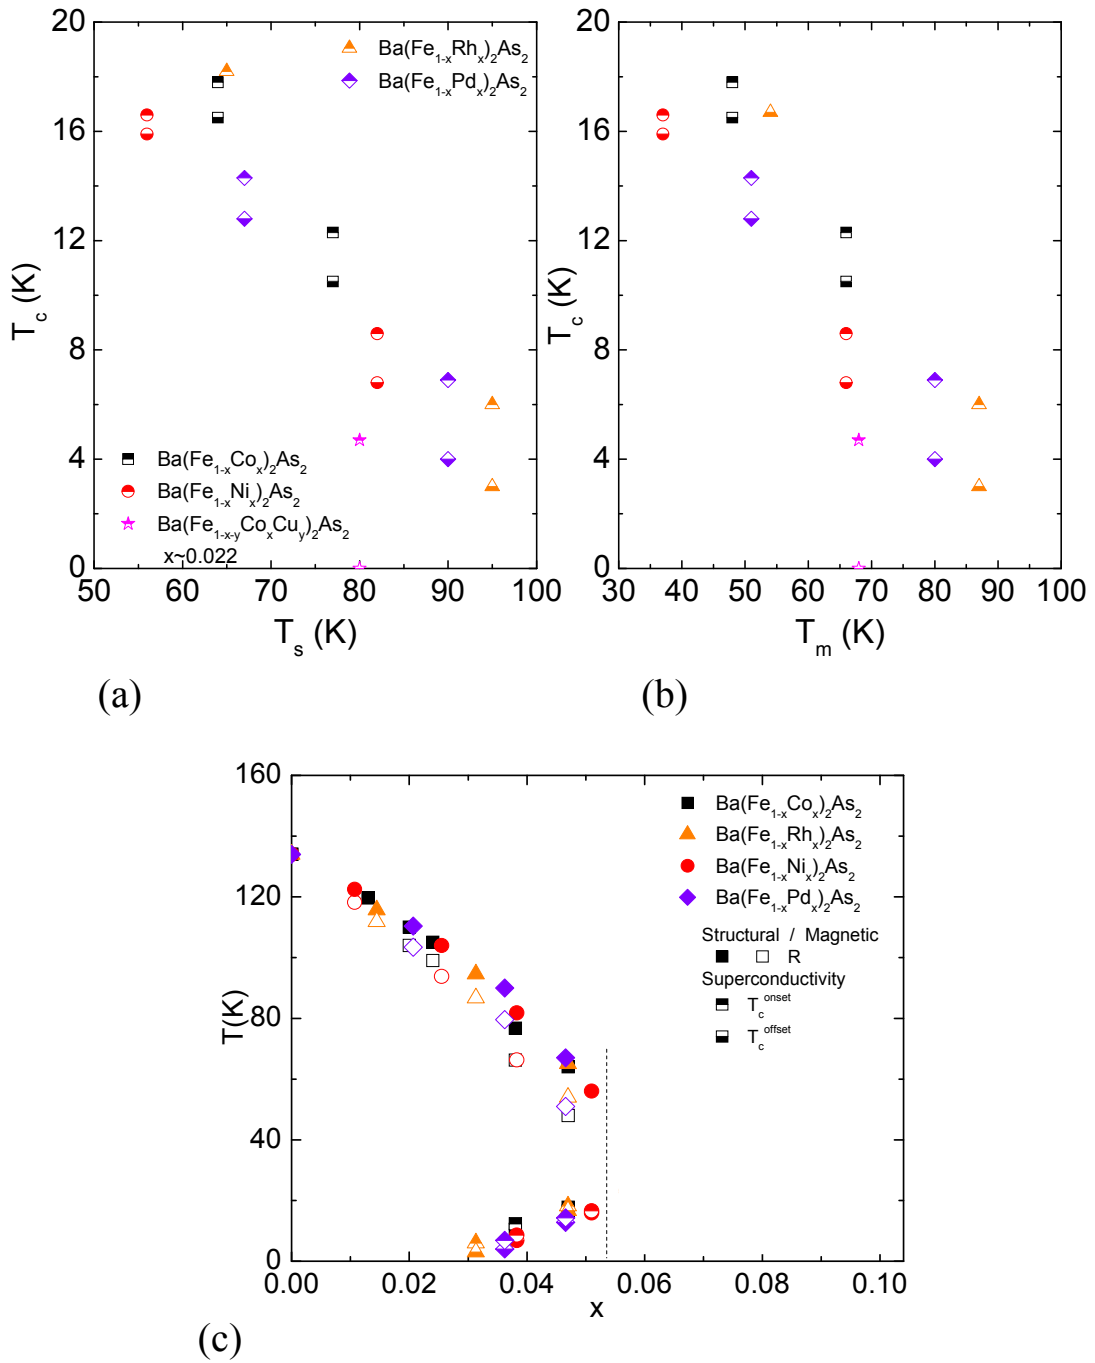 20
16
12
8
4
0
T_c (K)
Ba(Fe_{1-x}Rh_x)_2As_2
Ba(Fe_{1-x}Pd_x)_2As_2
Ba(Fe_{1-x}Co_x)_2As_2
Ba(Fe_{1-x}Ni_x)_2As_2
Ba(Fe_{1-x-y}Co_xCu_y)_2As_2
x~0.022
50 60 70 80 90 100
T_s (K)
(a)
20
16
12
8
4
0
T_c (K)
30 40 50 60 70 80 90 100
T_m (K)
(b)
160
120
80
40
0
T(K)
Ba(Fe_{1-x}Co_x)_2As_2
Ba(Fe_{1-x}Rh_x)_2As_2
Ba(Fe_{1-x}Ni_x)_2As_2
Ba(Fe_{1-x}Pd_x)_2As_2
Structural / Magnetic
R
Superconductivity
T_c^{onset}
T_c^{offset}
0.00 0.02 0.04 0.06 0.08 0.10
x
(c)